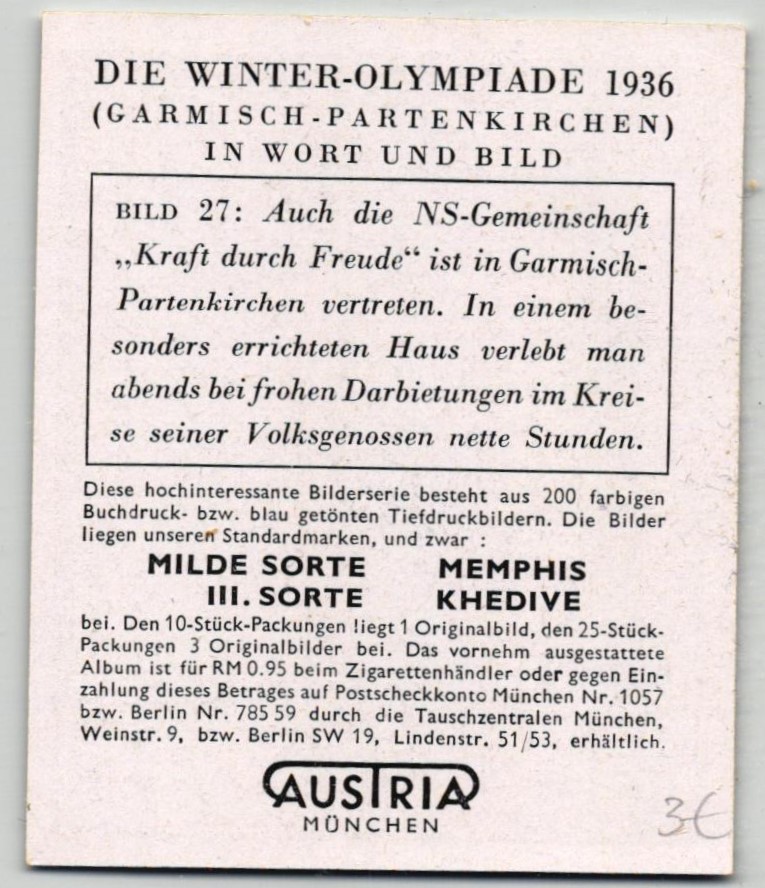 DIE WINTER-OLYMPIADE 1936
(GARMISCH-PARTENKIRCHEN)
IN WORT UND BILD
BILD 27: Auch die NS-Gemeinschaft
„Kraft durch Freude“ ist in Garmisch-
Partenkirchen vertreten. In einem be-
sonders errichteten Haus verlebt man
abends bei frohen Darbietungen im Krei-
se seiner Volksgenossen nette Stunden.
Diese hochinteressante Bilderserie besteht aus 200 farbigen
Buchdruck- bzw. blau getönten Tiefdruckbildern. Die Bilder
liegen unseren Standardmarken, und zwar :
MILDE SORTE MEMPHIS
III. SORTE KHEDIVE
bei. Den 10-Stück-Packungen liegt 1 Originalbild, den 25-Stück-
Packungen 3 Originalbilder bei. Das vornehm ausgestattete
Album ist für RM 0.95 beim Zigarettenhändler oder gegen Ein-
zahlung dieses Betrages auf Postscheckkonto München Nr. 1057
bzw. Berlin Nr. 785 59 durch die Tauschzentralen München,
Weinstr. 9, bzw. Berlin SW 19, Lindenstr. 51/53, erhältlich.
AUSTRIA
MÜNCHEN
3€